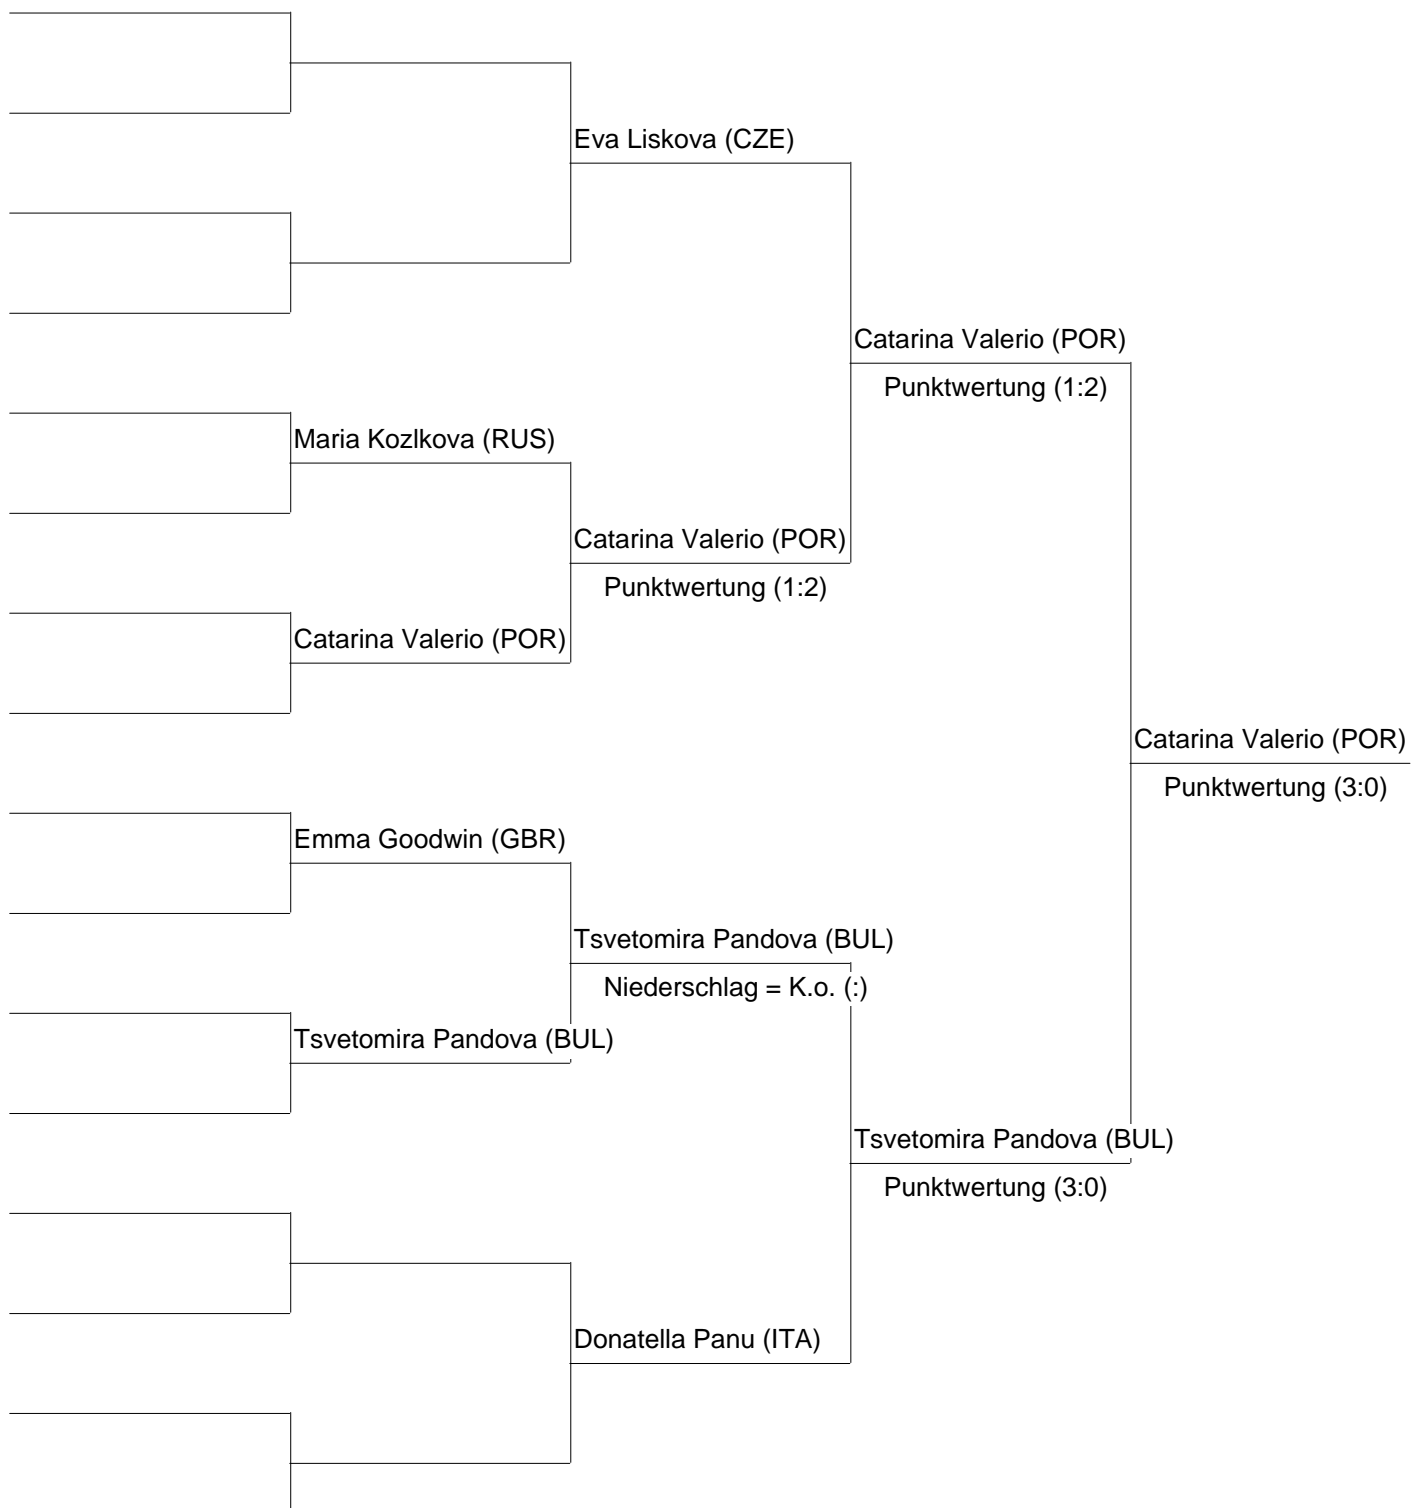 Eva Liskova (CZE)
Catarina Valerio (POR)
Punktwertung (1:2)
Maria Kozlkova (RUS)
Catarina Valerio (POR)
Punktwertung (1:2)
Catarina Valerio (POR)
Catarina Valerio (POR)
Punktwertung (3:0)
Emma Goodwin (GBR)
Tsvetomira Pandova (BUL)
Niederschlag = K.o. (:)
Tsvetomira Pandova (BUL)
Tsvetomira Pandova (BUL)
Punktwertung (3:0)
Donatella Panu (ITA)